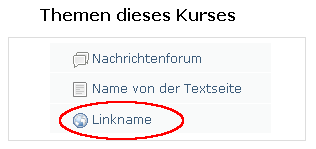 Themen dieses Kurses
Nachrichtenforum
Name von der Textseite
Linkname